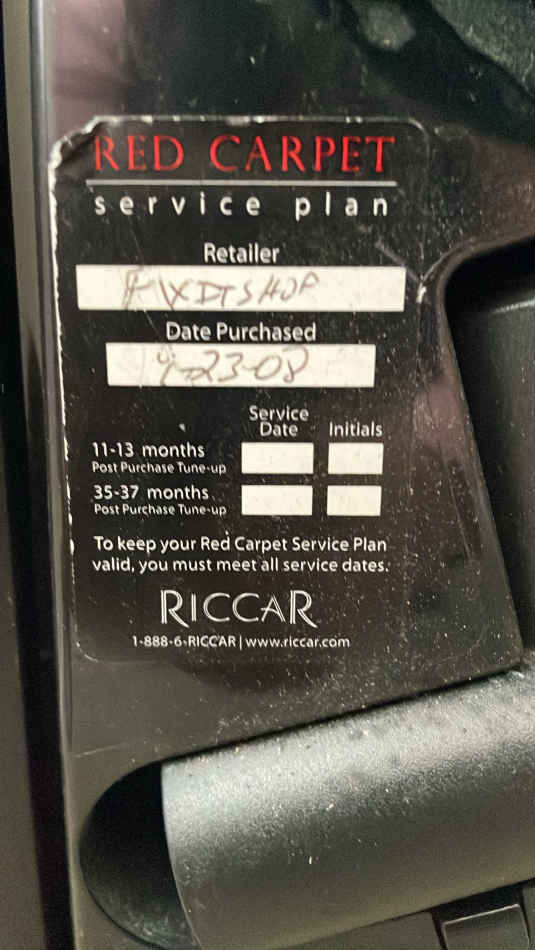 RED CARPET
service plan
Retailer
Date Purchased
9-23-08
Service
Date Initials
11-13 months
Post Purchase Tune-up
35-37 months
Post Purchase Tune-up
To keep your Red Carpet Service Plan
valid, you must meet all service dates.
RICCAR
1-888-6-RICCAR | www.riccar.com